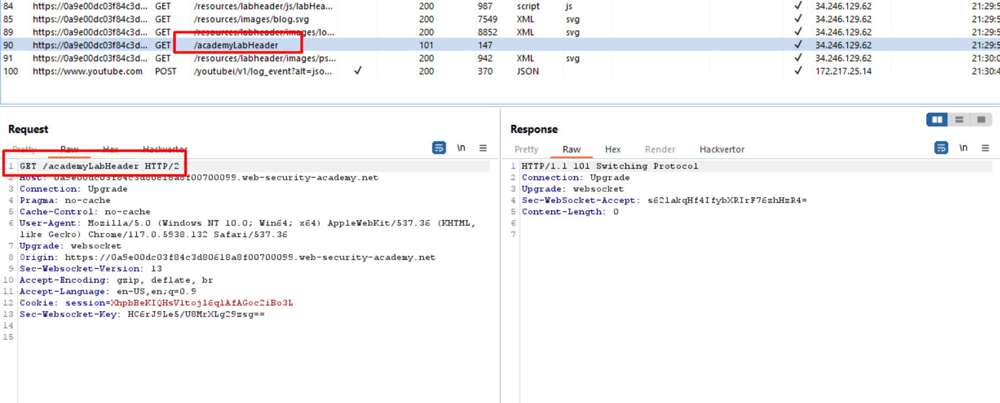 84 https://0a9e00dc03f84c3d... GET /resources/labheader/js/labHea... 200 987 script js ✓ 34.246.129.62 21:29:5
85 https://0a9e00dc03f84c3d... GET /resources/images/blog.svg 200 7549 XML svg ✓ 34.246.129.62 21:29:5
89 https://0a9e00dc03f84c3d... GET /resources/labheader/images/lo... 200 8852 XML svg ✓ 34.246.129.62 21:29:5
90 https://0a9e00dc03f84c3d... GET /academyLabHeader 101 147 ✓ 34.246.129.62 21:29:5
91 https://0a9e00dc03f84c3d... GET /resources/labheader/images/ps... 200 942 XML svg ✓ 34.246.129.62 21:30:0
100 https://www.youtube.com POST /youtubei/v1/log_event?alt=jso... ✓ 200 370 JSON ✓ 172.217.25.14 21:30:4
Request
Pretty Raw Hex Hackvertor \n
1 GET /academyLabHeader HTTP/2
2 Host: 0a9e00dc03f84c3d80618a8f00700099.web-security-academy.net
3 Connection: Upgrade
4 Pragma: no-cache
5 Cache-Control: no-cache
6 User-Agent: Mozilla/5.0 (Windows NT 10.0; Win64; x64) AppleWebKit/537.36 (KHTML,
like Gecko) Chrome/117.0.5938.132 Safari/537.36
7 Upgrade: websocket
8 Origin: https://0a9e00dc03f84c3d80618a8f00700099.web-security-academy.net
9 Sec-Websocket-Version: 13
10 Accept-Encoding: gzip, deflate, br
11 Accept-Language: en-US,en;q=0.9
12 Cookie: session=XhpbBeKIQHsVltojl6qlAfAGoc2iBo3L
13 Sec-Websocket-Key: HC6rJ9Le5/U8MrXLg29zsg==
14
15
Response
Pretty Raw Hex Render Hackvertor \n
1 HTTP/1.1 101 Switching Protocol
2 Connection: Upgrade
3 Upgrade: websocket
4 Sec-WebSocket-Accept: s62lakqHf4IfybXRIrF76zhHzR4=
5 Content-Length: 0
6
7